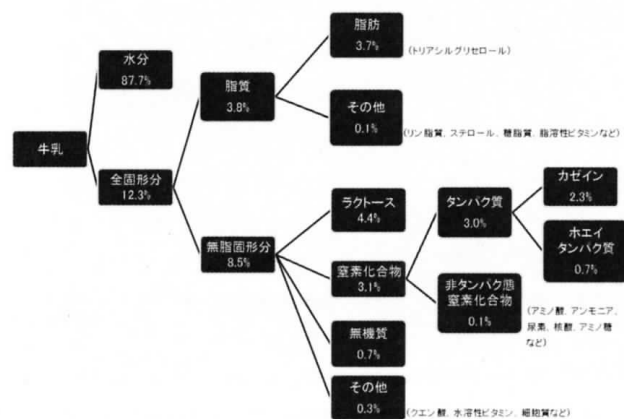 牛乳
水分
87.7%
全固形分
12.3%
脂質
3.8%
無脂固形分
8.5%
脂肪
3.7%
(トリアシルグリセロール)
その他
0.1%
(リン脂質、ステロール、糖脂質、脂溶性ビタミンなど)
ラクトース
4.4%
窒素化合物
3.1%
無機質
0.7%
その他
0.3%
(クエン酸、水溶性ビタミン、細胞質など)
タンパク質
3.0%
非タンパク態
窒素化合物
0.1%
(アミノ酸、アンモニア、
尿素、核酸、アミノ糖
など)
カゼイン
2.3%
ホエイ
タンパク質
0.7%